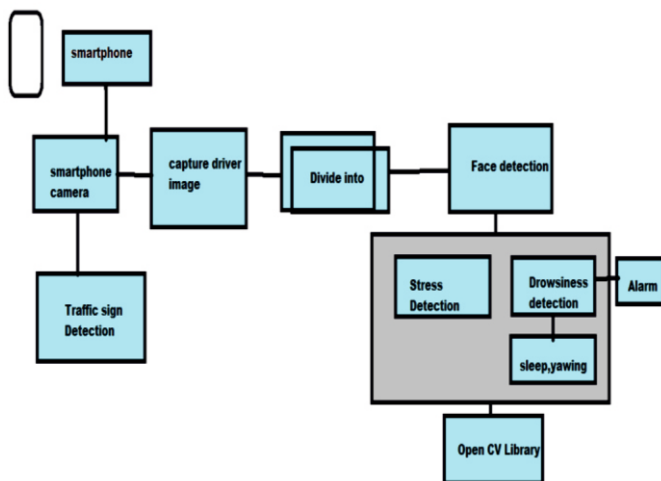 smartphone
smartphone
camera
capture driver
image
Divide into
Face detection
Traffic sign
Detection
Stress
Detection
Drowsiness
detection
Alarm
sleep,yawing
Open CV Library